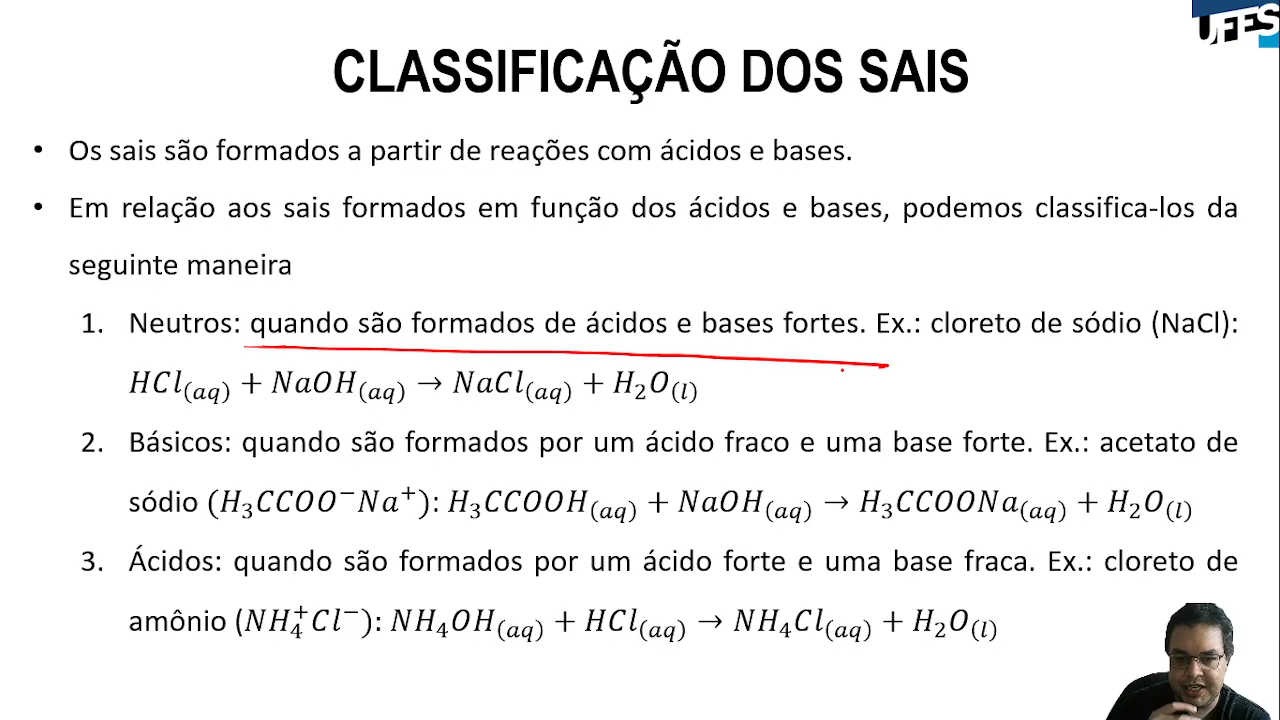 UFES
CLASSIFICAÇÃO DOS SAIS
• Os sais são formados a partir de reações com ácidos e bases.
• Em relação aos sais formados em função dos ácidos e bases, podemos classifica-los da
seguinte maneira
1. Neutros: quando são formados de ácidos e bases fortes. Ex.: cloreto de sódio (NaCl):
HCl₍aq₎ + NaOH₍aq₎ → NaCl₍aq₎ + H₂O₍l₎
2. Básicos: quando são formados por um ácido fraco e uma base forte. Ex.: acetato de
sódio (H₃CCOO⁻Na⁺): H₃CCOOH₍aq₎ + NaOH₍aq₎ → H₃CCOONa₍aq₎ + H₂O₍l₎
3. Ácidos: quando são formados por um ácido forte e uma base fraca. Ex.: cloreto de
amônio (NH₄⁺Cl⁻): NH₄OH₍aq₎ + HCl₍aq₎ → NH₄Cl₍aq₎ + H₂O₍l₎